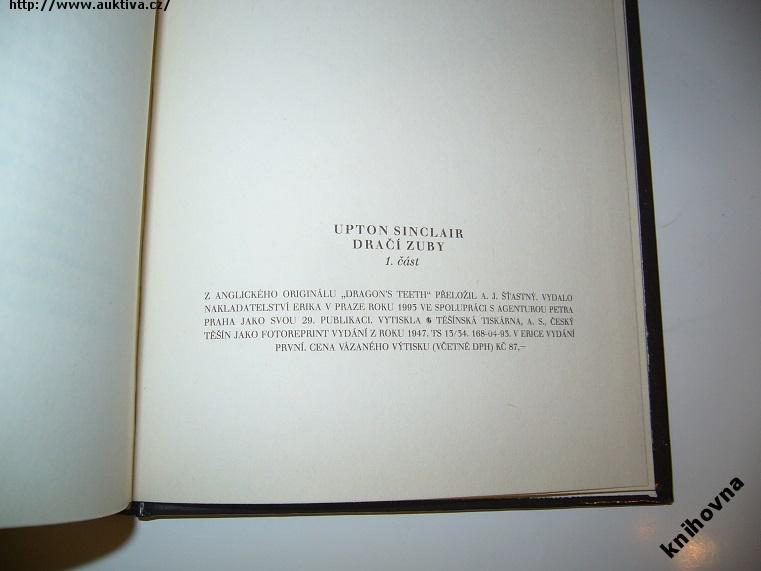 http://www.auktiva.cz/
UPTON SINCLAIR
DRAČÍ ZUBY
1. část
Z ANGLICKÉHO ORIGINÁLU „DRAGON'S TEETH“ PŘELOŽIL A. J. ŠŤASTNÝ. VYDALO
NAKLADATELSTVÍ ERIKA V PRAZE ROKU 1993 VE SPOLUPRÁCI S AGENTUROU PETRA
PRAHA JAKO SVOU 29. PUBLIKACI. VYTISKLA TĚŠÍNSKÁ TISKÁRNA, A. S., ČESKÝ
TĚŠÍN JAKO FOTOREPRINT VYDÁNÍ Z ROKU 1947. TS 13/34. 168-04-93. V ERICE VYDÁNÍ
PRVNÍ. CENA VÁZANÉHO VÝTISKU (VČETNĚ DPH) KČ 87,–
knihovna